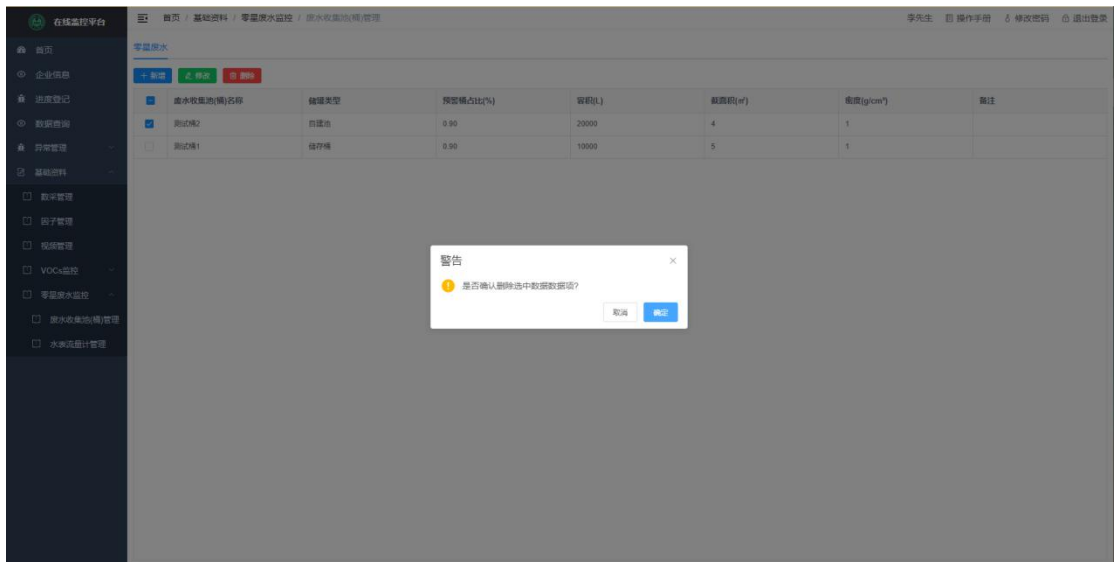 在线监控平台
首页 / 基础资料 / 零星废水监控 / 废水收集池(桶)管理
李先生 操作手册 修改密码 退出登录
首页
企业信息
进度登记
数据查询
异常管理
基础资料
数采管理
因子管理
视频管理
VOCs监控
零星废水监控
废水收集池(桶)管理
水表流量计管理
零星废水
+ 新增 修改 删除
废水收集池(桶)名称 储罐类型 预警桶占比(%) 容积(L) 截面积(㎡) 密度(g/cm³) 备注
测试桶2 自建池 0.90 20000 4 1
测试桶1 储存桶 0.90 10000 5 1
警告
是否确认删除选中数据数据项?
取消 确定